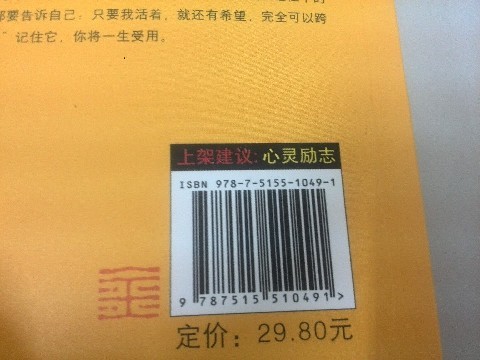 都要告诉自己：只要我活着，就还有希望，完全可以跨
”记住它，你将一生受用。
上架建议：心灵励志
ISBN 978-7-5155-1049-1
9 787515 510491>
定价：29.80元